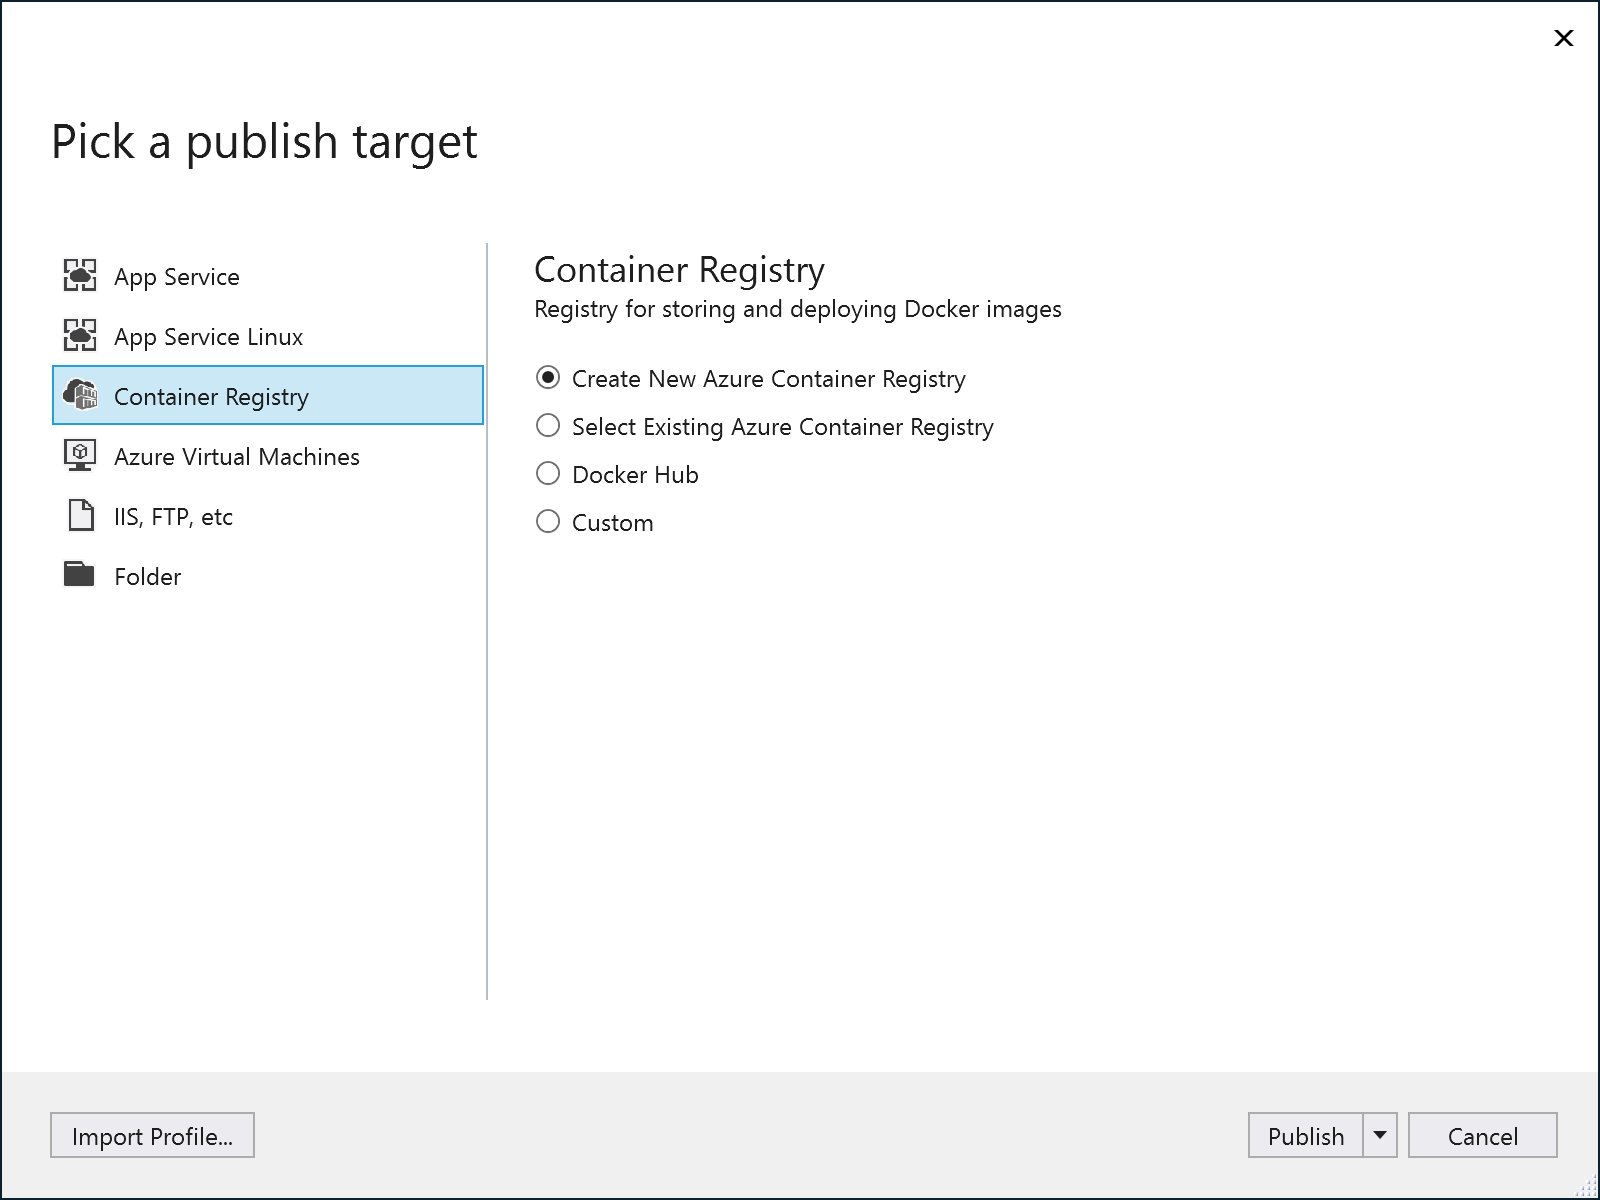 Pick a publish target
App Service
App Service Linux
Container Registry
Azure Virtual Machines
IIS, FTP, etc
Folder
Container Registry
Registry for storing and deploying Docker images
Create New Azure Container Registry
Select Existing Azure Container Registry
Docker Hub
Custom
Import Profile...
Publish
Cancel